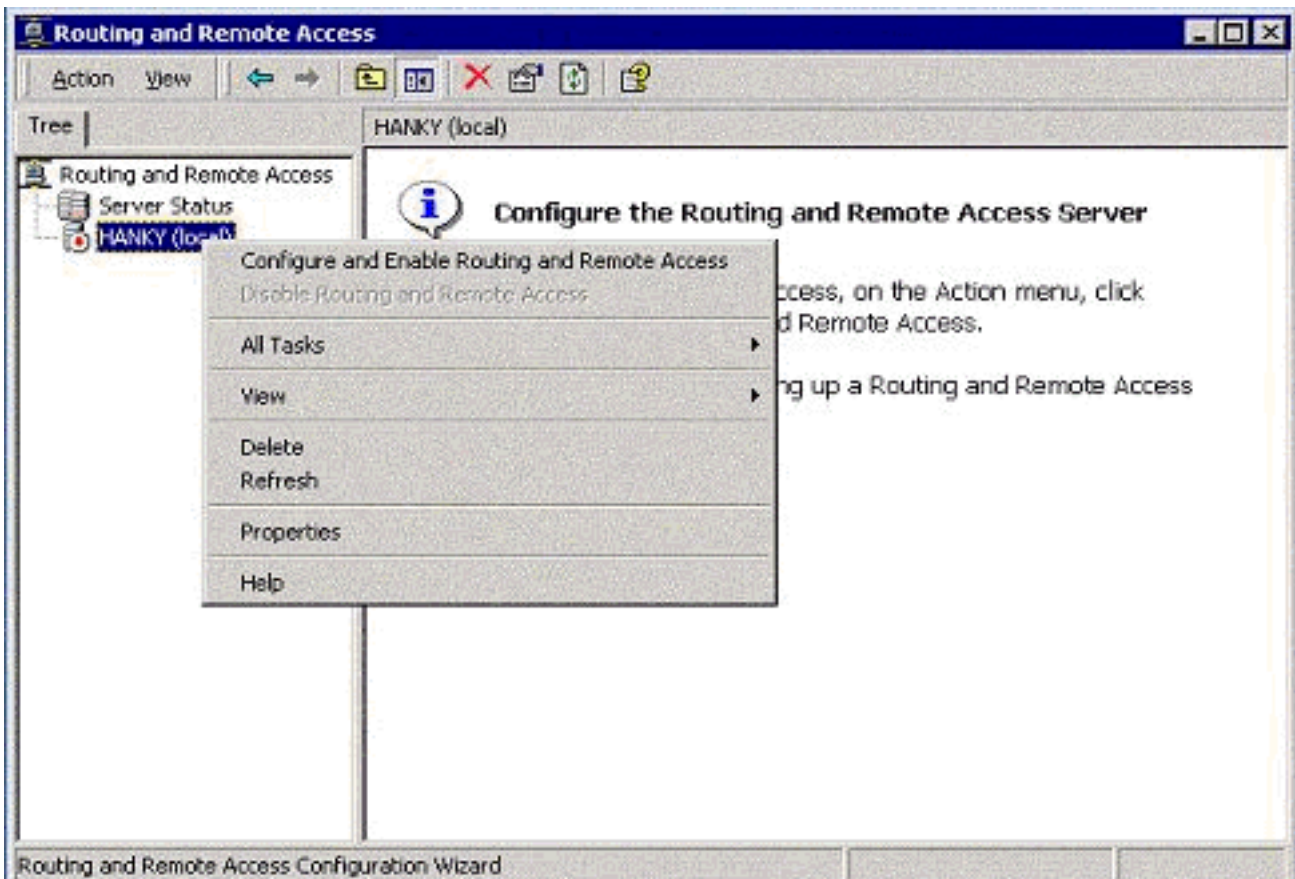 Routing and Remote Access
Action View
Tree
HANKY (local)
Routing and Remote Access
Server Status
HANKY (local)
Configure the Routing and Remote Access Server
ccess, on the Action menu, click
d Remote Access.
ng up a Routing and Remote Access
Configure and Enable Routing and Remote Access
Disable Routing and Remote Access
All Tasks
View
Delete
Refresh
Properties
Help
Routing and Remote Access Configuration Wizard